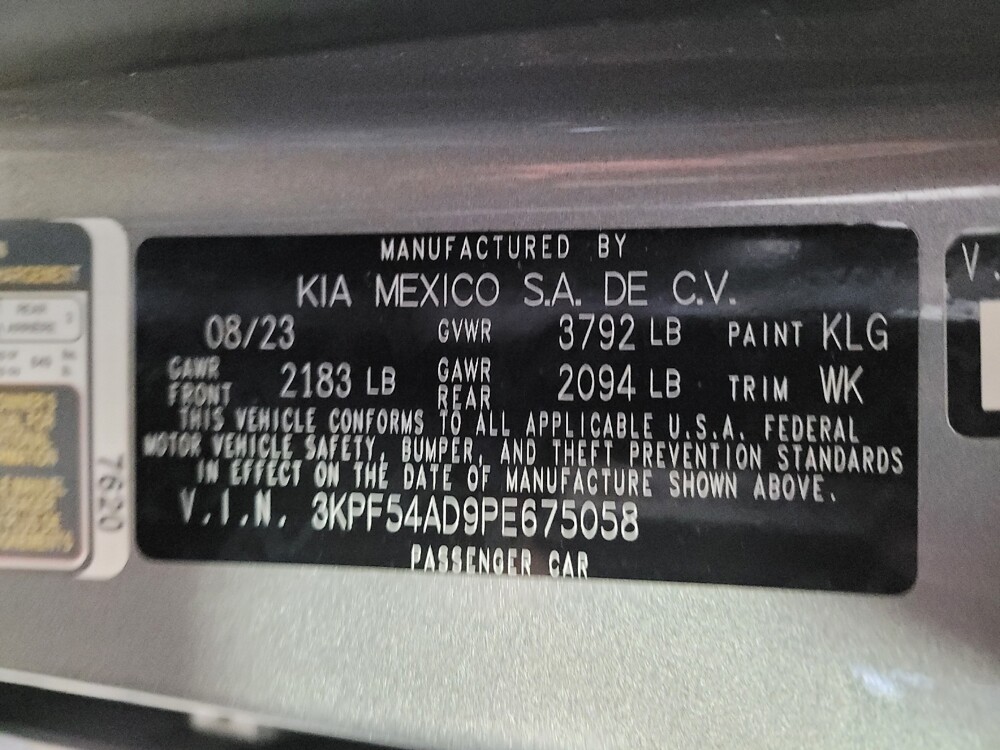 MANUFACTURED BY
KIA MEXICO S.A. DE C.V.
08/23 GVWR 3792 LB PAINT KLG
GAWR FRONT 2183 LB GAWR REAR 2094 LB TRIM WK
THIS VEHICLE CONFORMS TO ALL APPLICABLE U.S.A. FEDERAL
MOTOR VEHICLE SAFETY, BUMPER, AND THEFT PREVENTION STANDARDS
IN EFFECT ON THE DATE OF MANUFACTURE SHOWN ABOVE.
V.I.N. 3KPF54AD9PE675058
PASSENGER CAR
7620
REAR
V